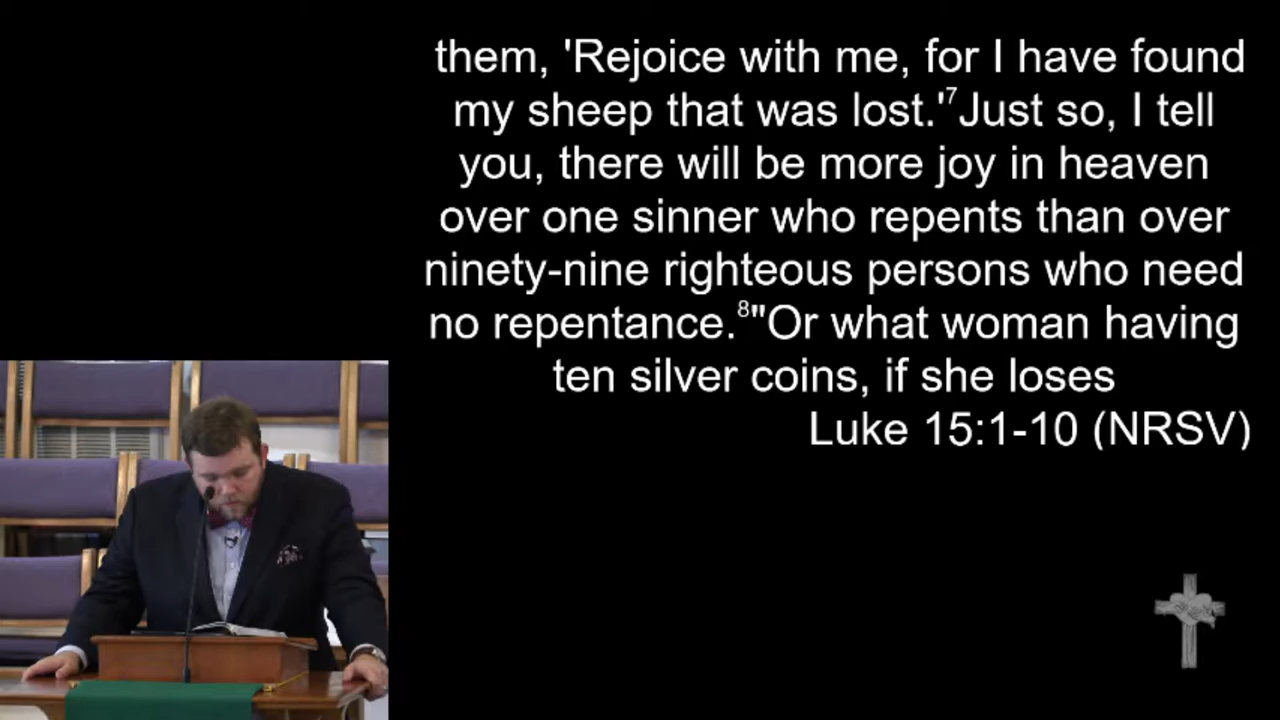 them, 'Rejoice with me, for I have found
my sheep that was lost.'⁷Just so, I tell
you, there will be more joy in heaven
over one sinner who repents than over
ninety-nine righteous persons who need
no repentance.⁸"Or what woman having
ten silver coins, if she loses
Luke 15:1-10 (NRSV)